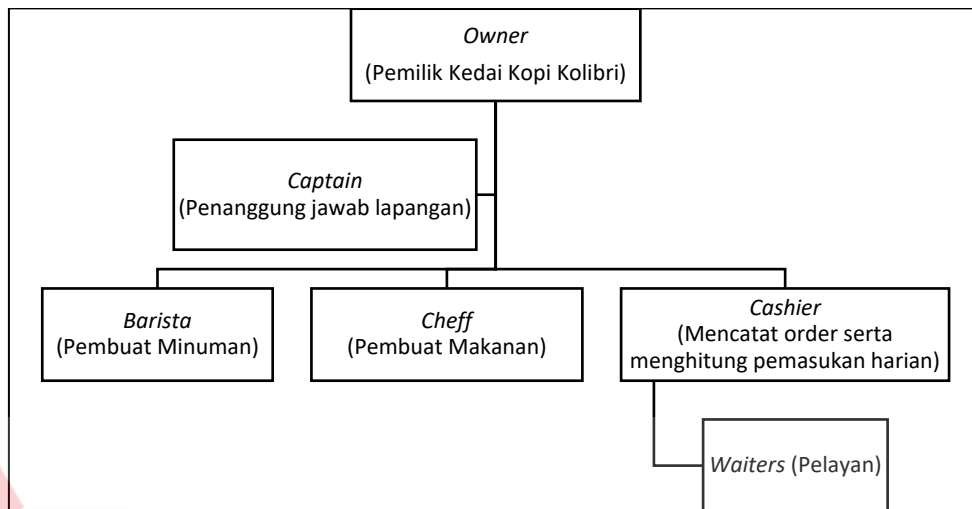 Owner
(Pemilik Kedai Kopi Kolibri)
Captain
(Penanggung jawab lapangan)
Barista
(Pembuat Minuman)
Cheff
(Pembuat Makanan)
Cashier
(Mencatat order serta
menghitung pemasukan harian)
Waiters (Pelayan)